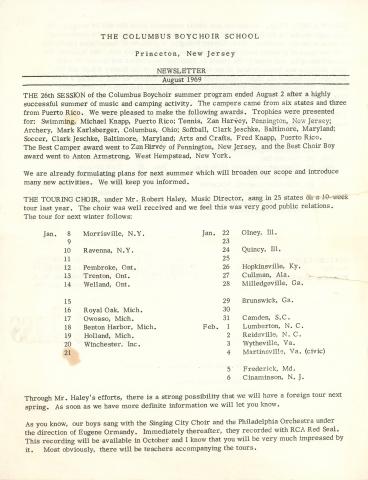 THE COLUMBUS BOYCHOIR SCHOOL
Princeton, New Jersey
NEWSLETTER
August 1969
THE 26th SESSION of the Columbus Boychoir summer program ended August 2 after a highly
successful summer of music and camping activity. The campers came from six states and three
from Puerto Rico. We were pleased to make the following awards. Trophies were presented
for: Swimming, Michael Knapp, Puerto Rico; Tennis, Zan Harvey, Pennington, New Jersey;
Archery, Mark Karlsberger, Columbus, Ohio; Softball, Clark Jeschke, Baltimore, Maryland;
Soccer, Clark Jeschke, Baltimore, Maryland; Arts and Crafts, Fred Knapp, Puerto Rico.
The Best Camper award went to Zan Harvey of Pennington, New Jersey, and the Best Choir Boy
award went to Anton Armstrong, West Hempstead, New York.
We are already formulating plans for next summer which will broaden our scope and introduce
many new activities. We will keep you informed.
THE TOURING CHOIR, under Mr. Robert Haley, Music Director, sang in 25 states on a 10-week
tour last year. The choir was well received and we feel this was very good public relations.
The tour for next winter follows:
Jan. 8 Morrisville, N.Y.
9
10 Ravenna, N.Y.
11
12 Pembroke, Ont.
13 Trenton, Ont.
14 Welland, Ont.
15
16 Royal Oak, Mich.
17 Owosso, Mich.
18 Benton Harbor, Mich.
19 Holland, Mich.
20 Winchester, Inc.
21
Jan. 22 Olney, Ill.
23
24 Quincy, Ill.
25
26 Hopkinsville, Ky.
27 Cullman, Ala.
28 Milledgeville, Ga.
29 Brunswick, Ga.
30
31 Camden, S.C.
Feb. 1 Lumberton, N. C.
2 Reidsville, N. C.
3 Wytheville, Va.
4 Martinsville, Va. (civic)
5 Frederick, Md.
6 Cinaminson, N. J.
Through Mr. Haley's efforts, there is a strong possibility that we will have a foreign tour next
spring. As soon as we have more definite information we will let you know.
As you know, our boys sang with the Singing City Choir and the Philadelphia Orchestra under
the direction of Eugene Ormandy. Immediately thereafter, they recorded with RCA Red Seal.
This recording will be available in October and I know that you will be very much impressed by
it. Most obviously, there will be teachers accompanying the tours.